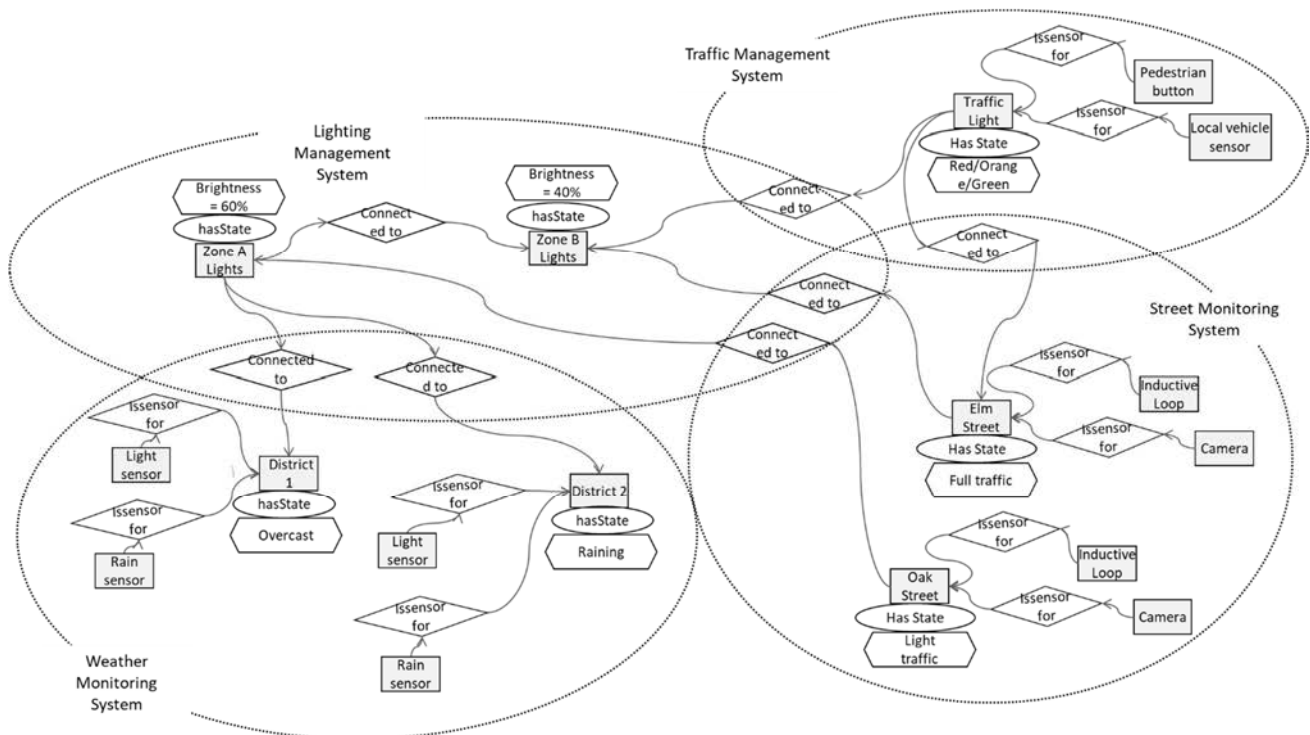 Traffic Management
System
Issensor
for
Pedestrian
button
Traffic
Light
Issensor
for
Local vehicle
sensor
Has State
Red/Orang
e/Green
Lighting
Management
System
Brightness
= 60%
hasState
Zone A
Lights
Connect
ed to
Brightness
= 40%
hasState
Zone B
Lights
Connect
ed to
Connect
ed to
Connect
ed to
Connect
ed to
Street Monitoring
System
Connected
to
Connecte
d to
Issensor
for
Light
sensor
District
1
hasState
Overcast
Issensor
for
Rain
sensor
Issensor
for
Light
sensor
District 2
hasState
Raining
Issensor
for
Rain
sensor
Weather
Monitoring
System
Issensor
for
Inductive
Loop
Elm
Street
Issensor
for
Camera
Has State
Full traffic
Issensor
for
Inductive
Loop
Oak
Street
Issensor
for
Camera
Has State
Light
traffic